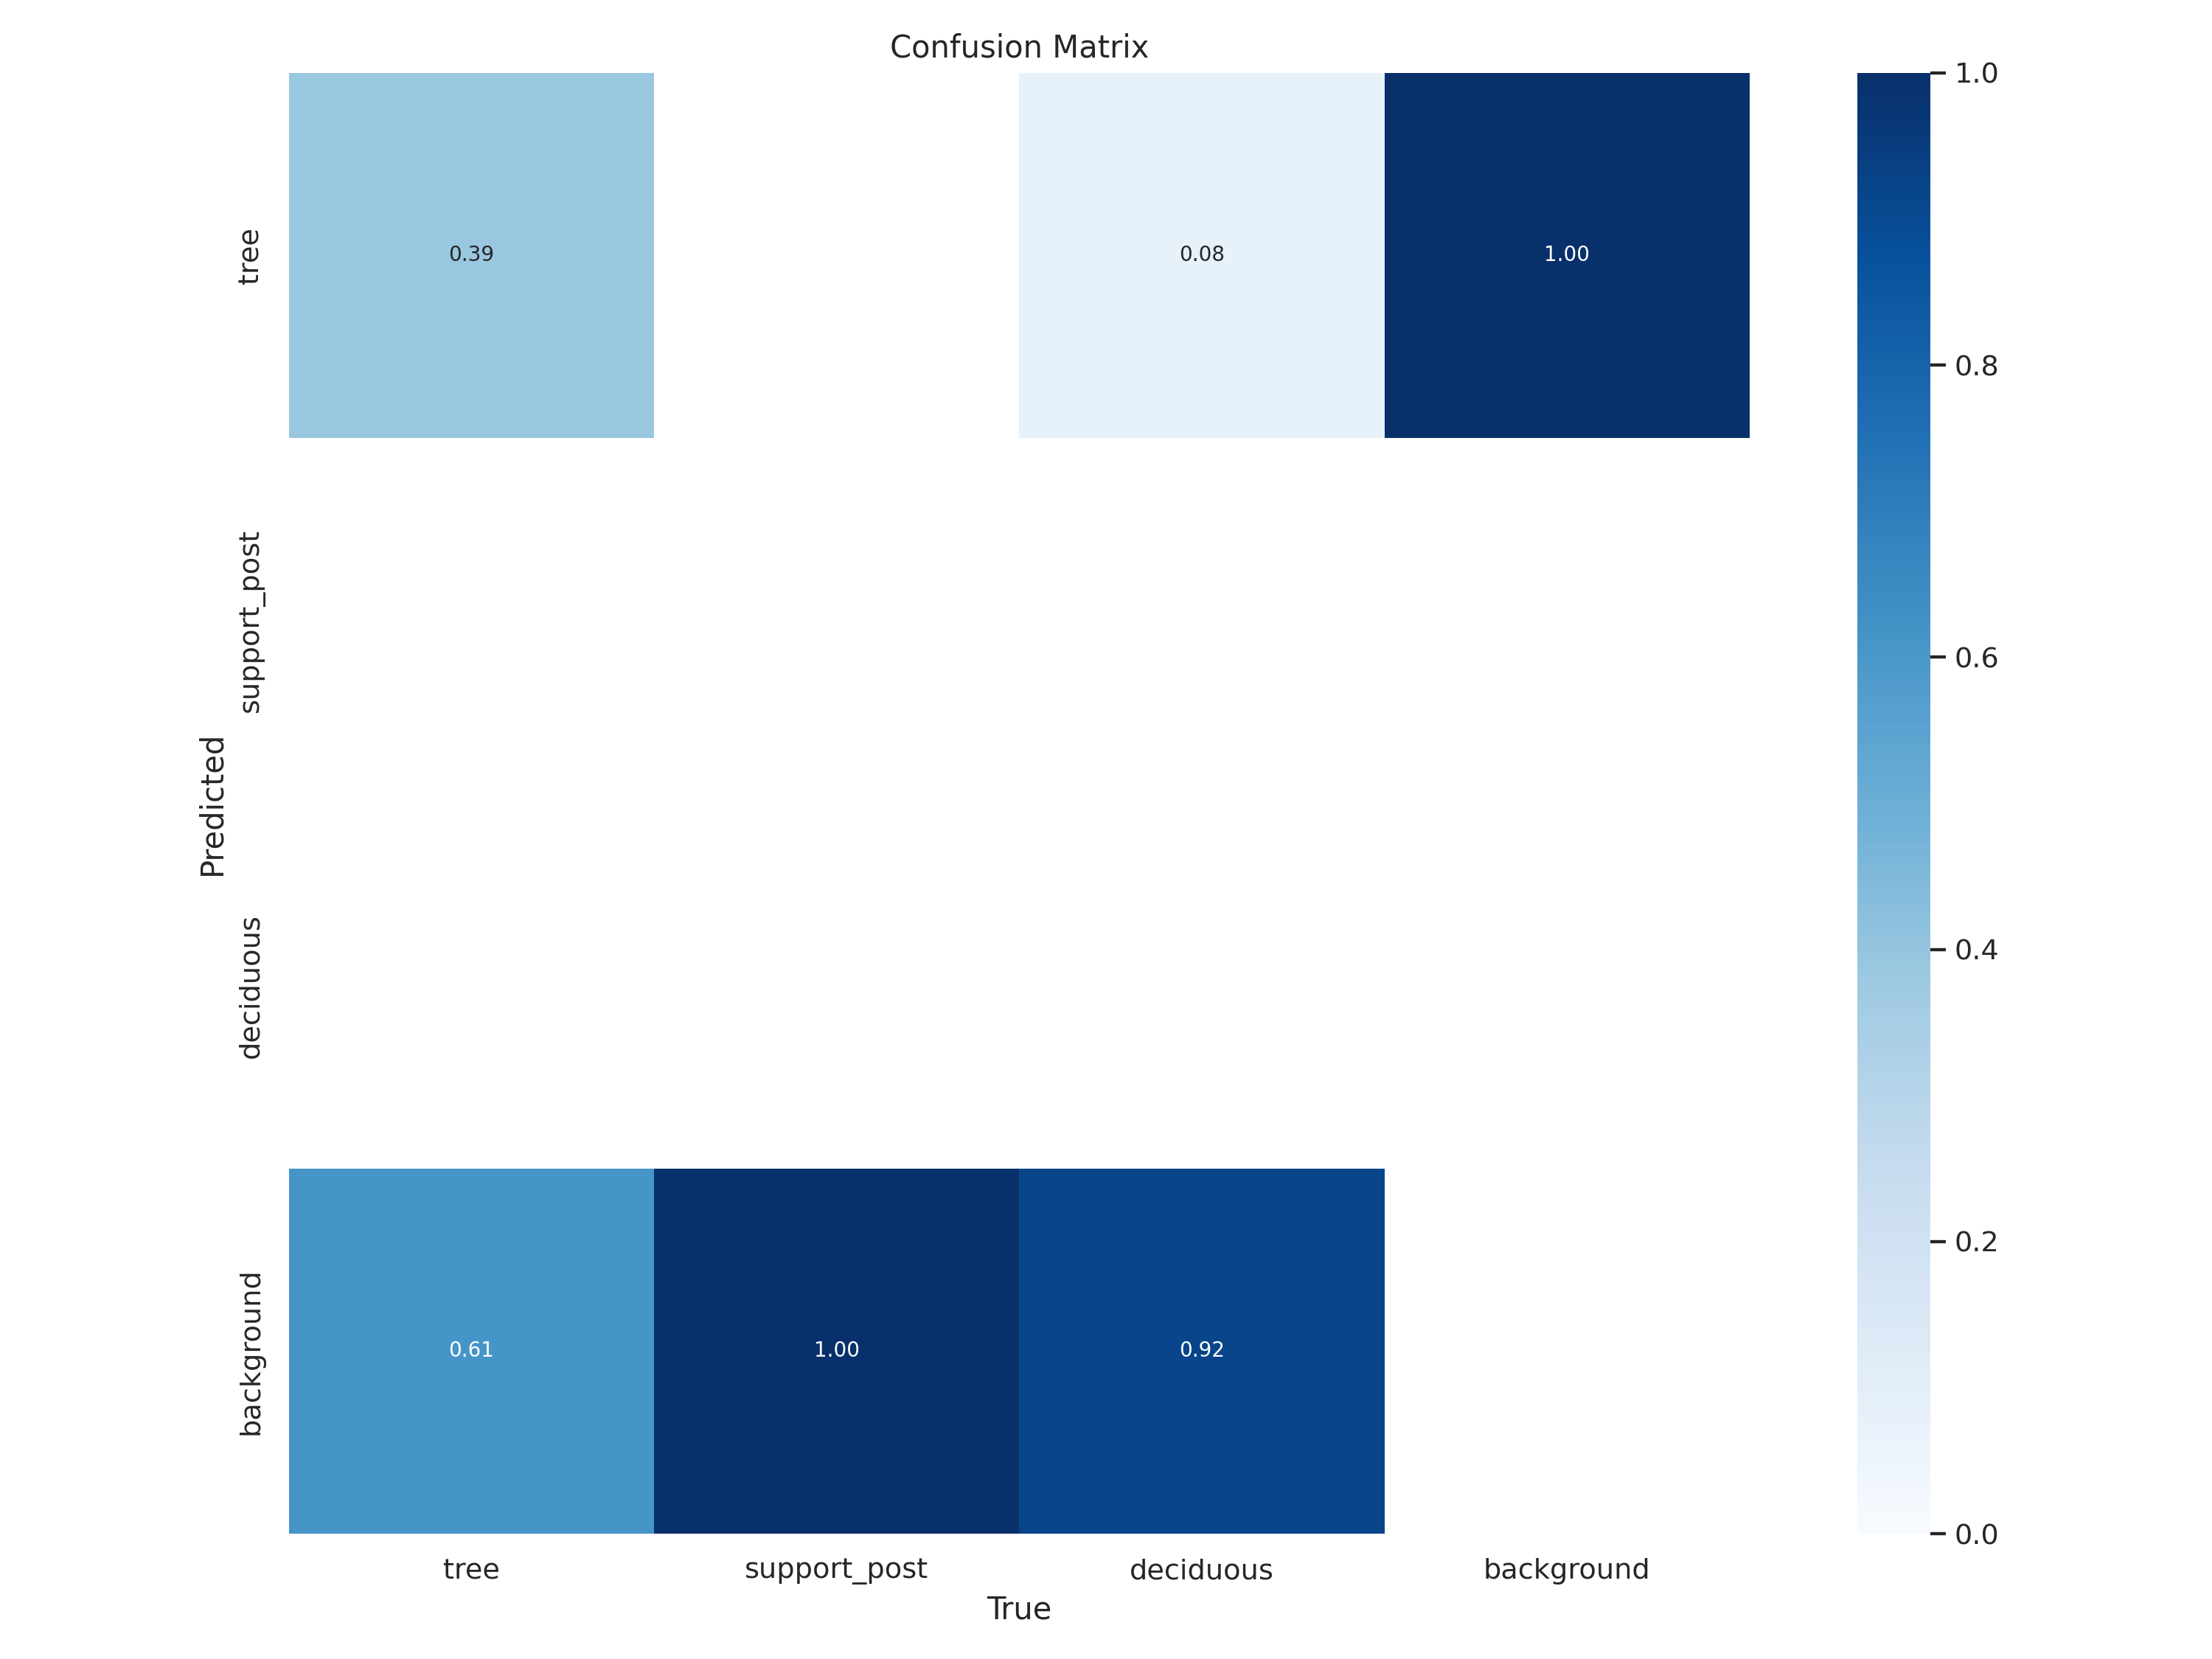 Confusion Matrix
tree
support_post
deciduous
background
Predicted
0.39
0.08
1.00
0.61
1.00
0.92
tree
support_post
deciduous
background
True
1.0
0.8
0.6
0.4
0.2
0.0